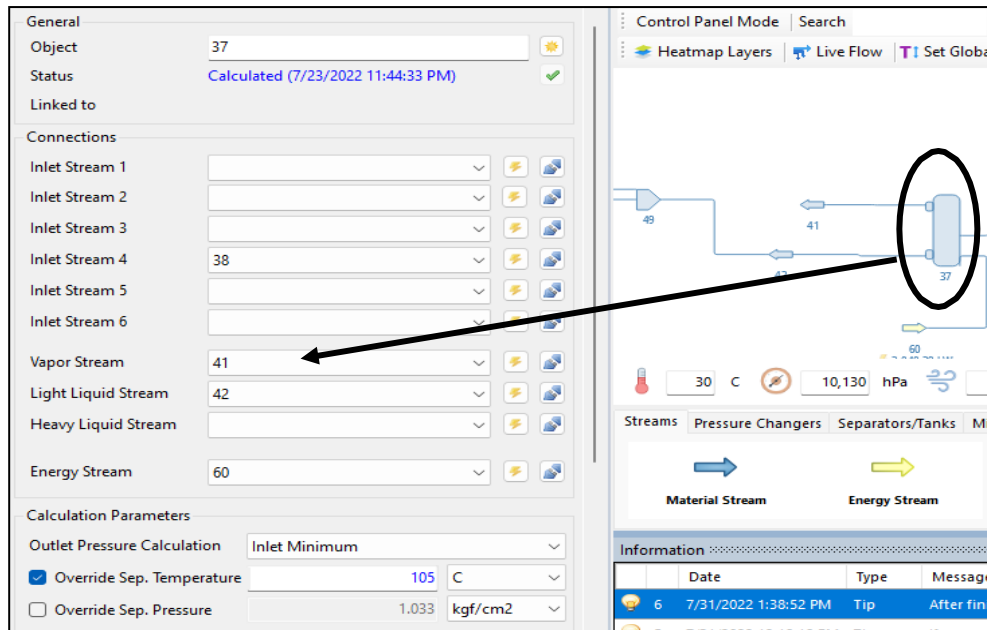 General
Object 37
Status Calculated (7/23/2022 11:44:33 PM)
Linked to
Connections
Inlet Stream 1
Inlet Stream 2
Inlet Stream 3
Inlet Stream 4 38
Inlet Stream 5
Inlet Stream 6
Vapor Stream 41
Light Liquid Stream 42
Heavy Liquid Stream
Energy Stream 60
Calculation Parameters
Outlet Pressure Calculation Inlet Minimum
Override Sep. Temperature 105 C
Override Sep. Pressure 1.033 kgf/cm2
Control Panel Mode Search
Heatmap Layers Live Flow Set Globa
49
41
37
60
30 C 10,130 hPa
Streams Pressure Changers Separators/Tanks Mi
Material Stream Energy Stream
Information
Date Type Message
6 7/31/2022 1:38:52 PM Tip After fin